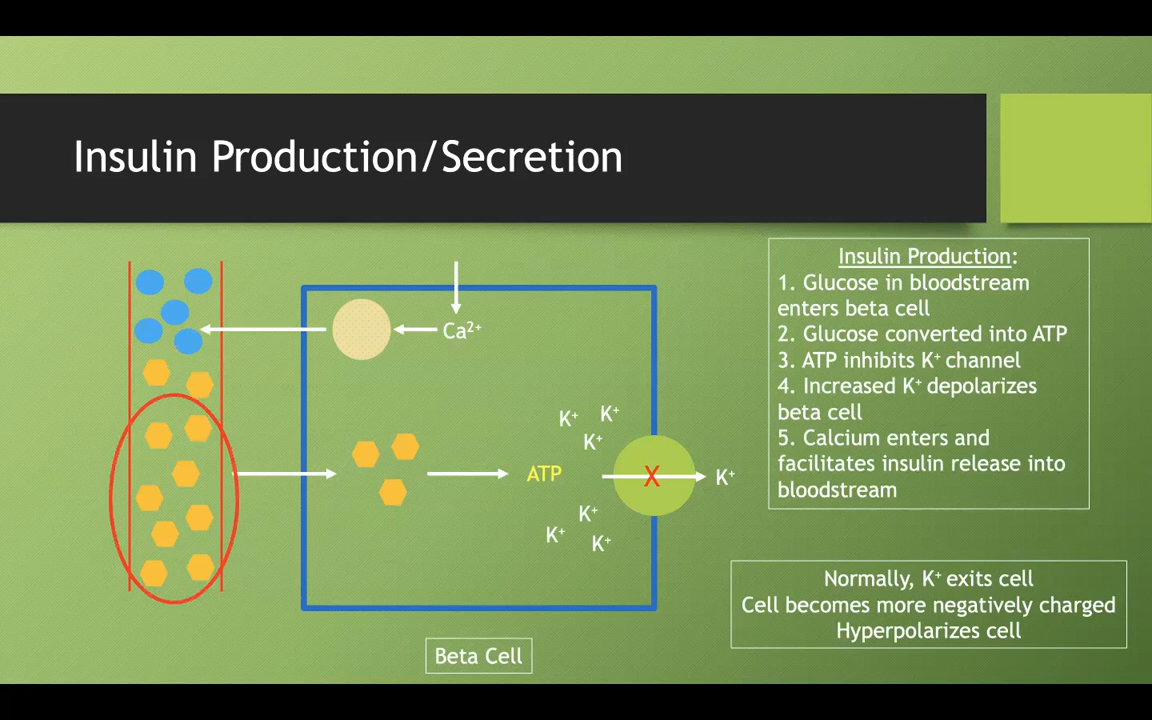 Insulin Production/Secretion
Insulin Production:
1. Glucose in bloodstream
enters beta cell
2. Glucose converted into ATP
3. ATP inhibits K⁺ channel
4. Increased K⁺ depolarizes
beta cell
5. Calcium enters and
facilitates insulin release into
bloodstream
Ca²⁺
K⁺ K⁺
K⁺
ATP
X
K⁺
K⁺
K⁺
K⁺
Normally, K⁺ exits cell
Cell becomes more negatively charged
Hyperpolarizes cell
Beta Cell